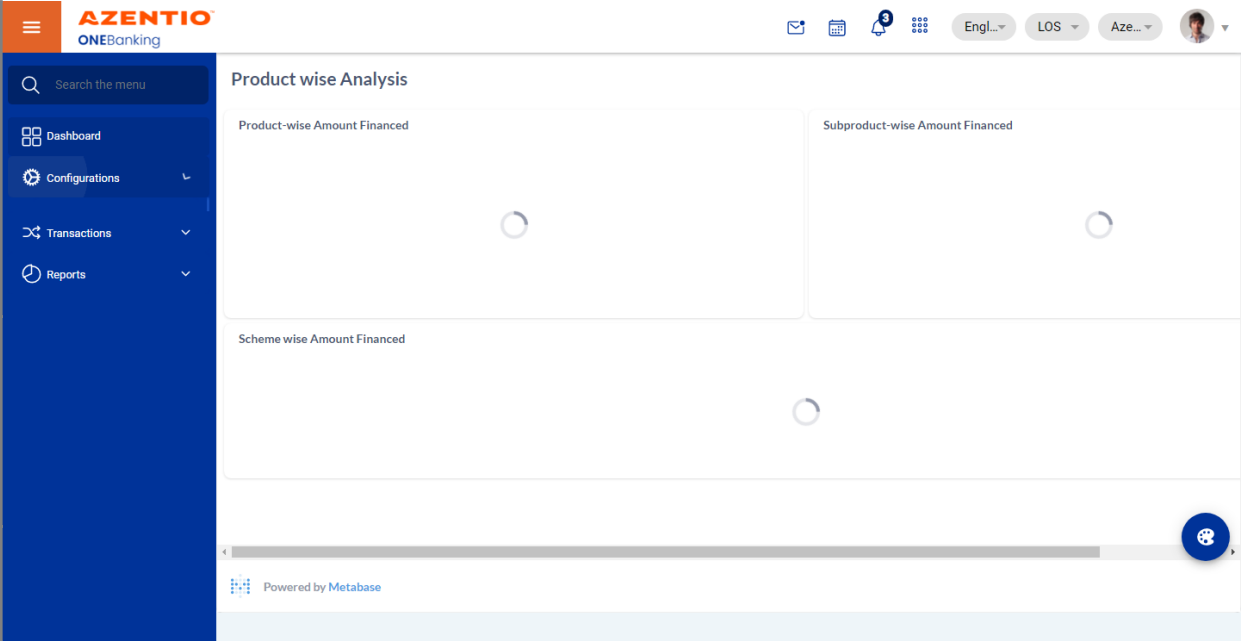 AZENTIO™
ONEBanking
3
Engl...
LOS
Aze...
Search the menu
Dashboard
Configurations
Transactions
Reports
Product wise Analysis
Product-wise Amount Financed
Subproduct-wise Amount Financed
Scheme wise Amount Financed
Powered by Metabase